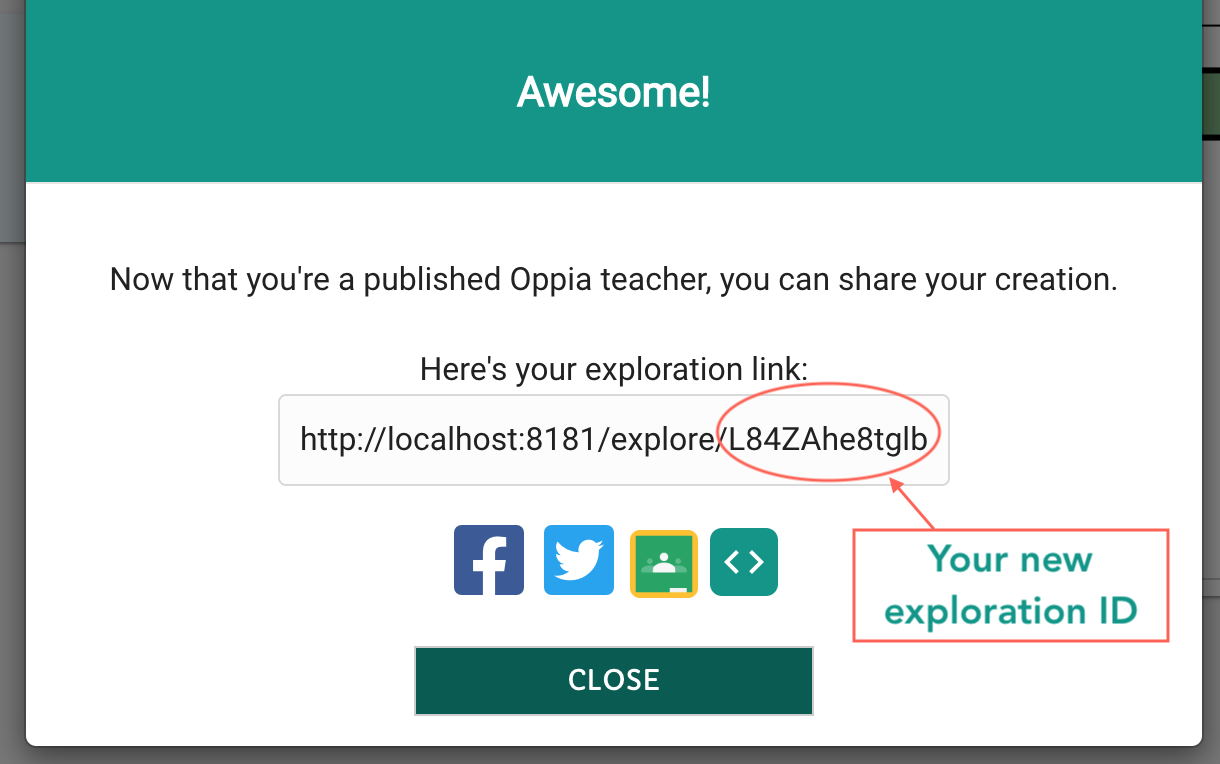 Awesome!
Now that you're a published Oppia teacher, you can share your creation.
Here's your exploration link:
http://localhost:8181/explore/L84ZAhe8tglb
Your new
exploration ID
CLOSE